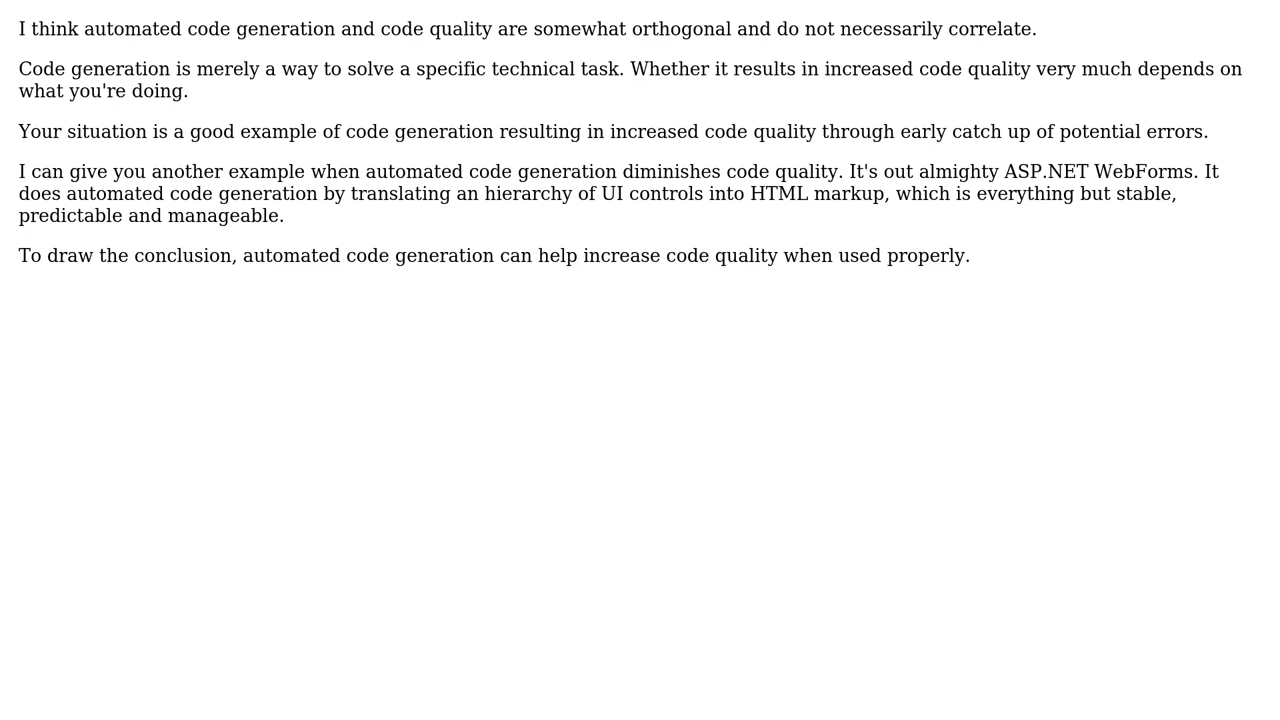 I think automated code generation and code quality are somewhat orthogonal and do not necessarily correlate.
Code generation is merely a way to solve a specific technical task. Whether it results in increased code quality very much depends on
what you're doing.
Your situation is a good example of code generation resulting in increased code quality through early catch up of potential errors.
I can give you another example when automated code generation diminishes code quality. It's out almighty ASP.NET WebForms. It
does automated code generation by translating an hierarchy of UI controls into HTML markup, which is everything but stable,
predictable and manageable.
To draw the conclusion, automated code generation can help increase code quality when used properly.